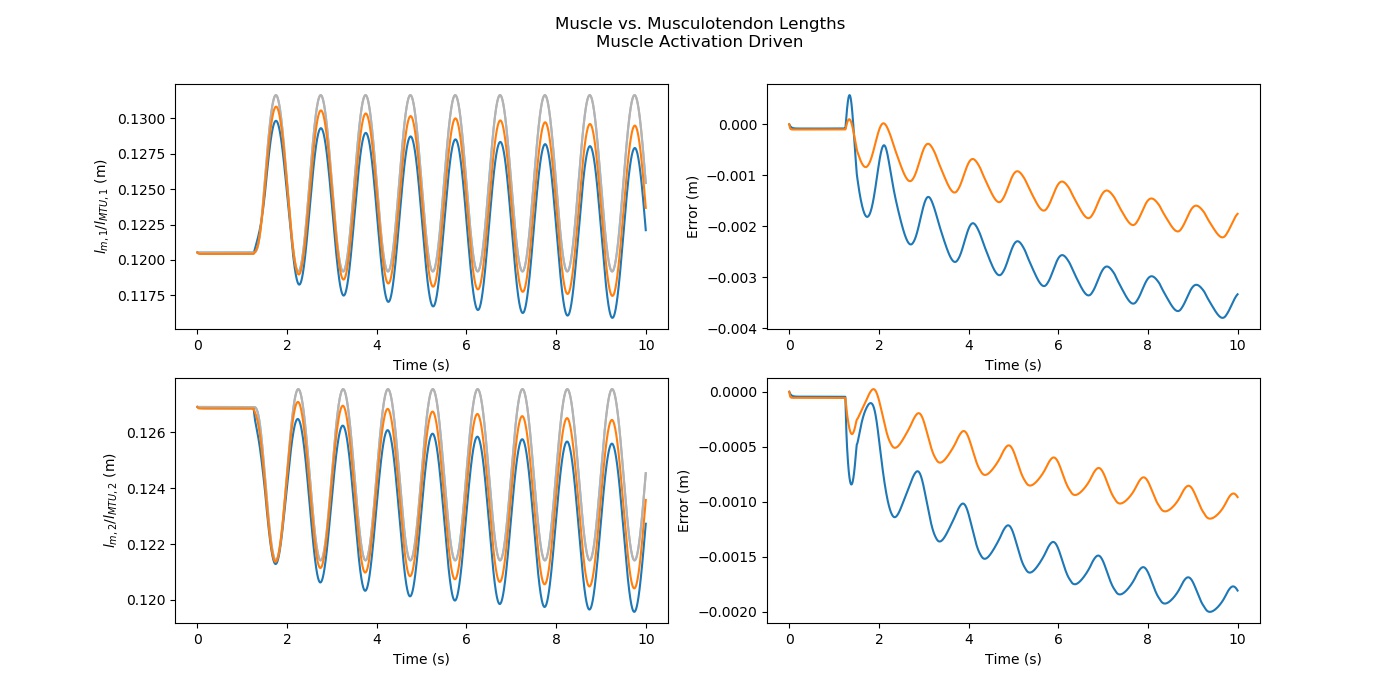 Muscle vs. Musculotendon Lengths
Muscle Activation Driven
0.1300
0.1275
0.1250
0.1225
0.1200
0.1175
l_{m,1}/l_{MTU,1} (m)
0 2 4 6 8 10
Time (s)
0.000
−0.001
−0.002
−0.003
−0.004
Error (m)
0 2 4 6 8 10
Time (s)
0.126
0.124
0.122
0.120
l_{m,2}/l_{MTU,2} (m)
0 2 4 6 8 10
Time (s)
0.0000
−0.0005
−0.0010
−0.0015
−0.0020
Error (m)
0 2 4 6 8 10
Time (s)